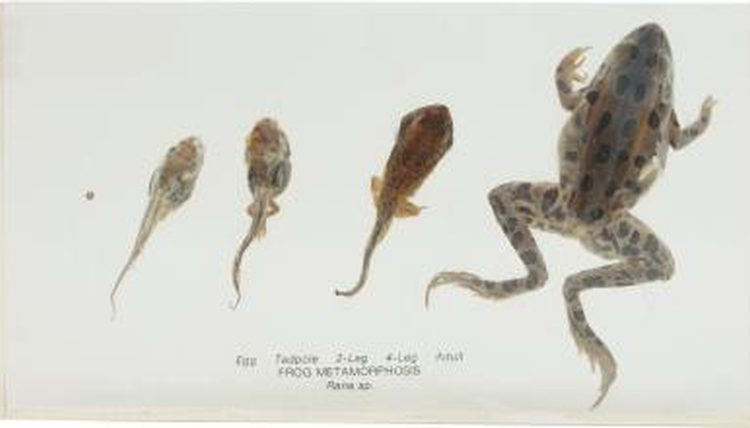 Egg Tadpole 2-Leg 4-Leg Adult
FROG METAMORPHOSIS
Rana sp.